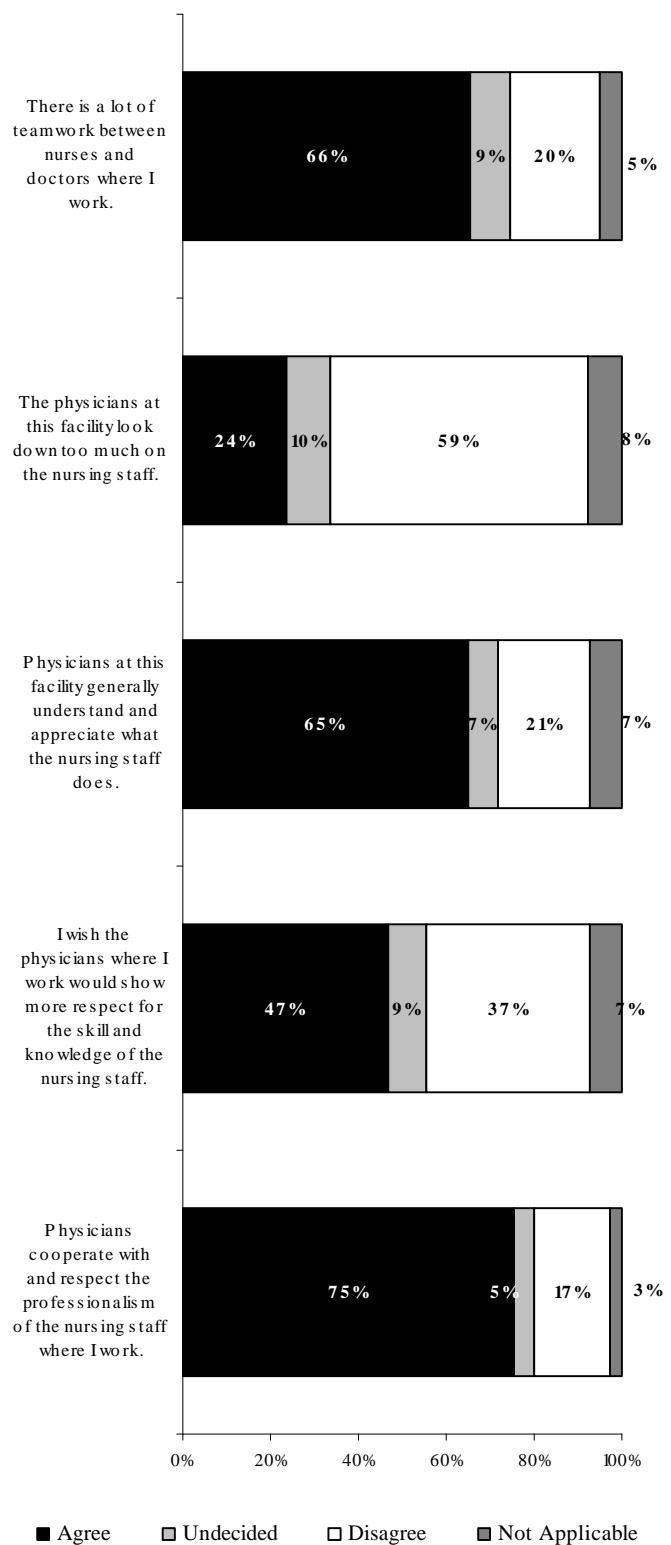 There is a lot of
teamwork between
nurses and
doctors where I
work.
66%
9%
20%
5%
The physicians at
this facility look
down too much on
the nursing staff.
24%
10%
59%
8%
Physicians at this
facility generally
understand and
appreciate what
the nursing staff
does.
65%
7%
21%
7%
I wish the
physicians where I
work would show
more respect for
the skill and
knowledge of the
nursing staff.
47%
9%
37%
7%
Physicians
cooperate with
and respect the
professionalism
of the nursing staff
where I work.
75%
5%
17%
3%
0% 20% 40% 60% 80% 100%
Agree Undecided Disagree Not Applicable